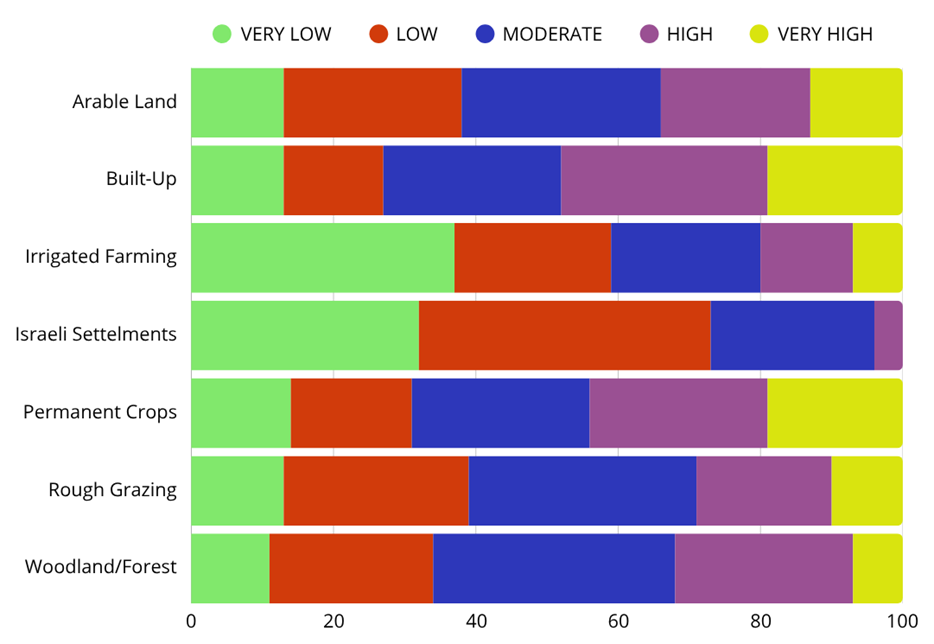 VERY LOW LOW MODERATE HIGH VERY HIGH
Arable Land
Built-Up
Irrigated Farming
Israeli Settelments
Permanent Crops
Rough Grazing
Woodland/Forest
0 20 40 60 80 100